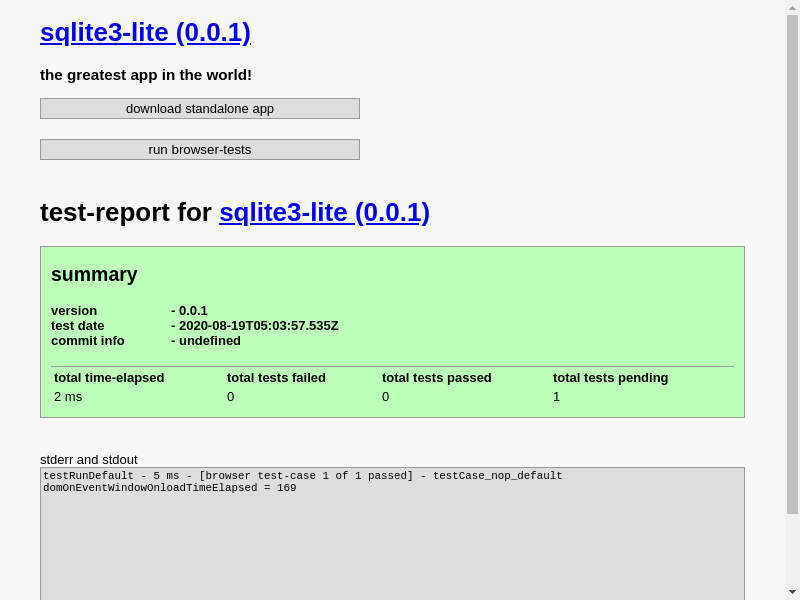 sqlite3-lite (0.0.1)
the greatest app in the world!
download standalone app
run browser-tests
test-report for sqlite3-lite (0.0.1)
summary
version - 0.0.1
test date - 2020-08-19T05:03:57.535Z
commit info - undefined
total time-elapsed total tests failed total tests passed total tests pending
2 ms 0 0 1
stderr and stdout
testRunDefault - 5 ms - [browser test-case 1 of 1 passed] - testCase_nop_default
domOnEventWindowOnloadTimeElapsed = 169